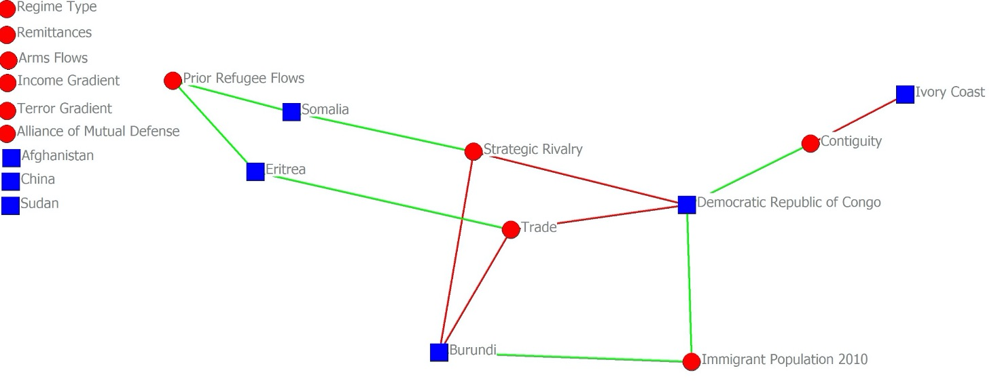 Regime Type
Remittances
Arms Flows
Income Gradient
Terror Gradient
Alliance of Mutual Defense
Afghanistan
China
Sudan
Prior Refugee Flows
Somalia
Eritrea
Strategic Rivalry
Trade
Burundi
Ivory Coast
Contiguity
Democratic Republic of Congo
Immigrant Population 2010